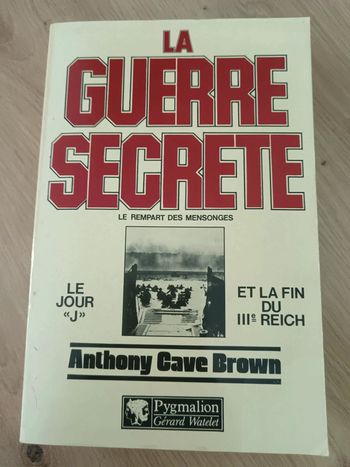 LA
GUERRE
SECRETE
LE REMPART DES MENSONGES
LE
JOUR
«J»
ET LA FIN
DU
IIIe REICH
Anthony Cave Brown
Pygmalion
Gérard Watelet